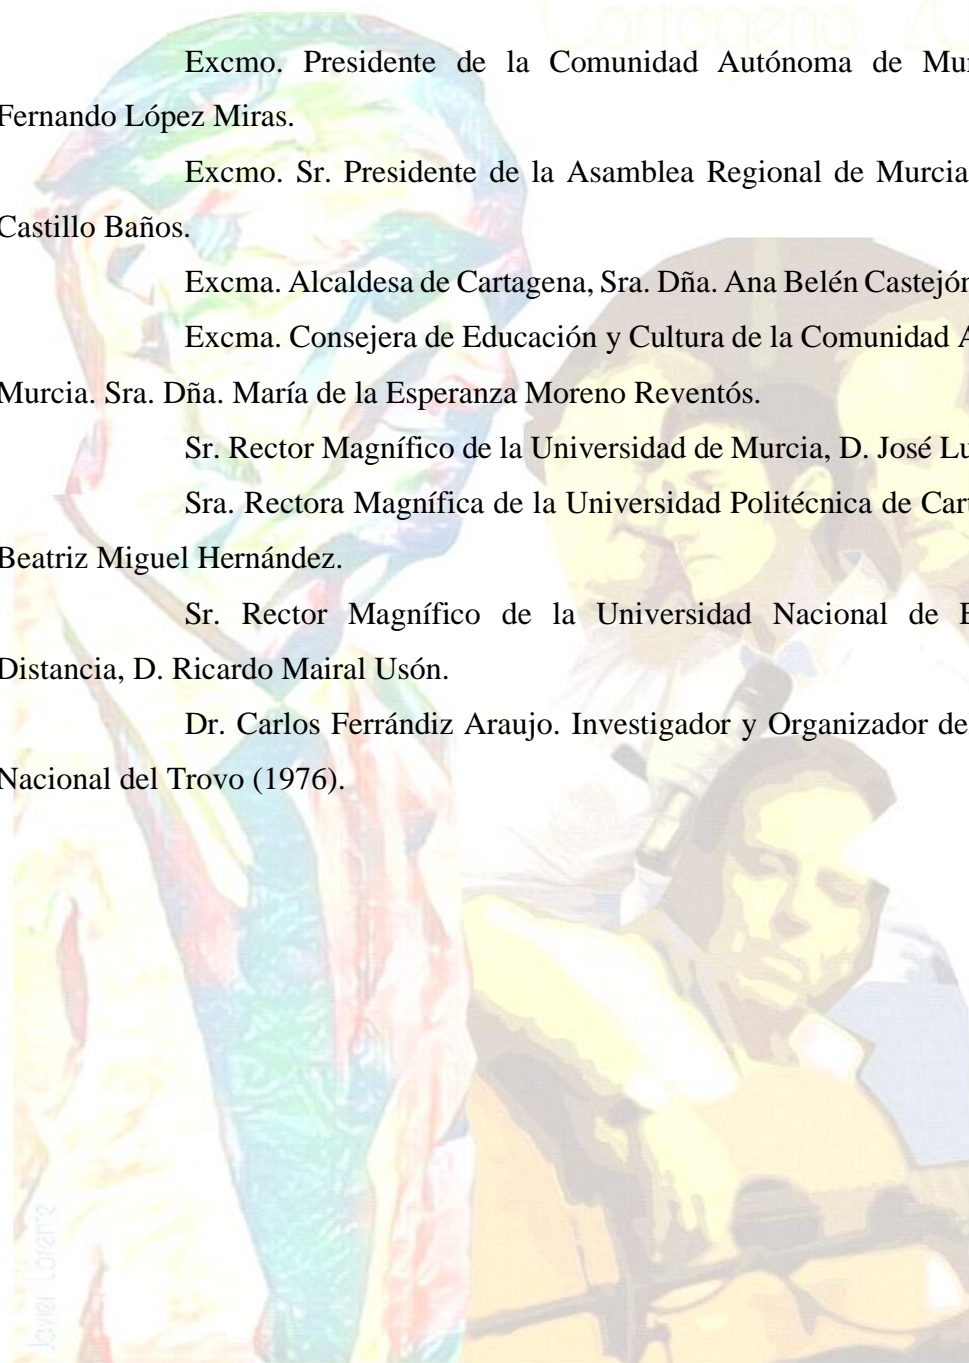 Cartagena
Excmo. Presidente de la Comunidad Autónoma de
Fernando López Miras.
Excmo. Sr. Presidente de la Asamblea Regional de Murcia
Castillo Baños.
Excma. Alcaldesa de Cartagena, Sra. Dña. Ana Belén Castejón
Excma. Consejera de Educación y Cultura de la Comunidad
Murcia. Sra. Dña. María de la Esperanza Moreno Reventós.
Sr. Rector Magnífico de la Universidad de Murcia, D. José
Sra. Rectora Magnífica de la Universidad Politécnica de
Beatriz Miguel Hernández.
Sr. Rector Magnífico de la Universidad Nacional de
Distancia, D. Ricardo Mairal Usón.
Dr. Carlos Ferrándiz Araujo. Investigador y Organizador de
Nacional del Trovo (1976).
Javier Lorente